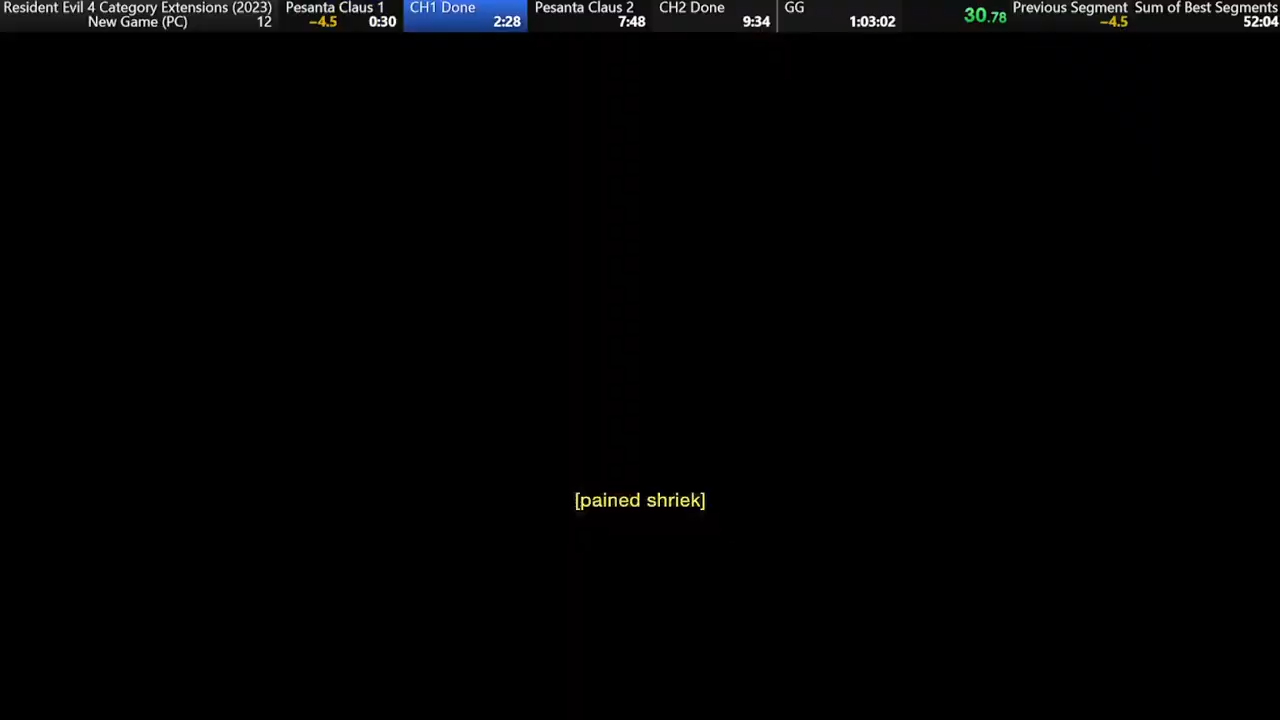 Resident Evil 4 Category Extensions (2023)
New Game (PC) 12
Pesanta Claus 1
−4.5 0:30
CH1 Done
2:28
Pesanta Claus 2
7:48
CH2 Done
9:34
GG
1:03:02
30.78
Previous Segment
−4.5
Sum of Best Segments
52:04
[pained shriek]